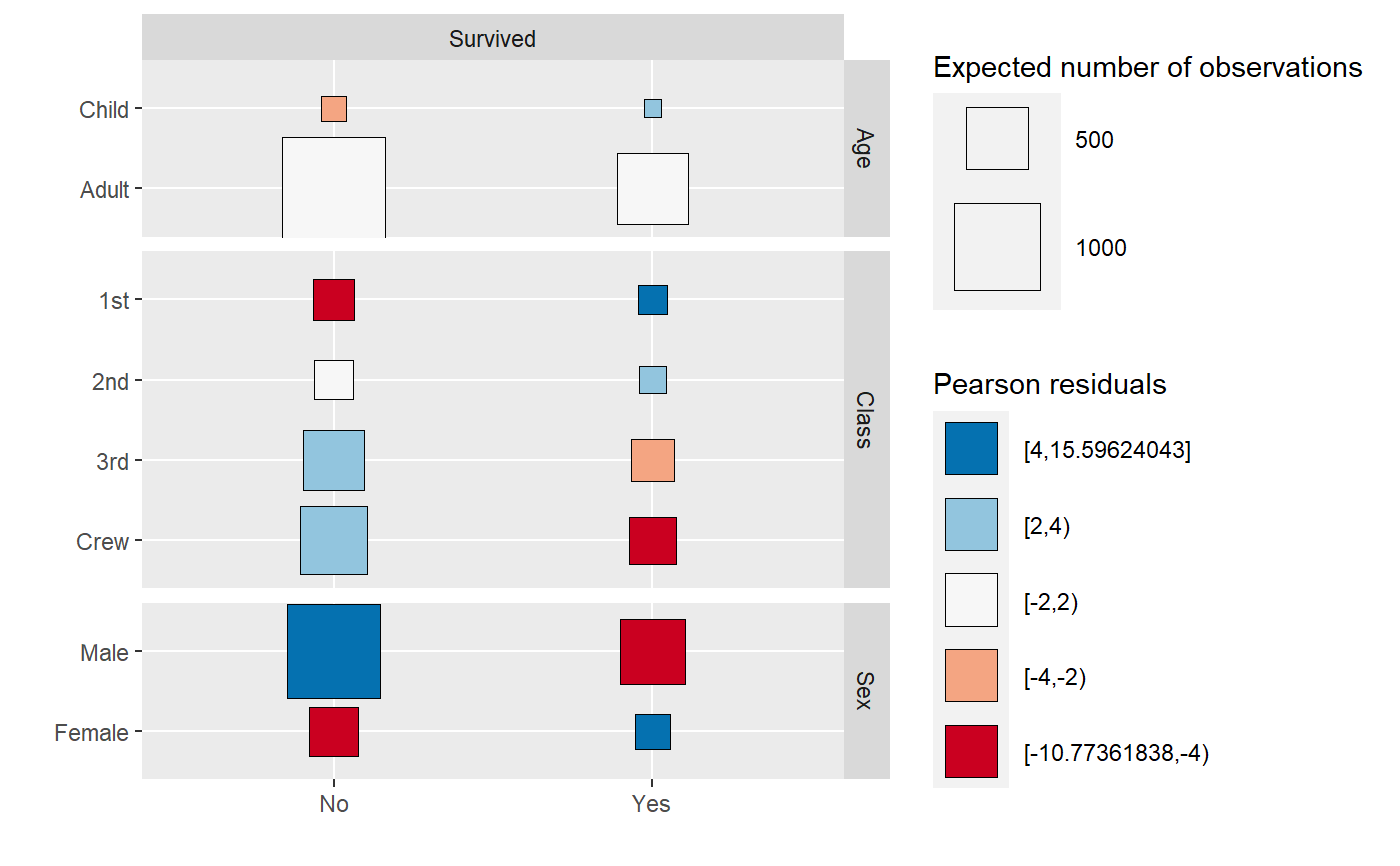 Survived
Child
Adult
Age
1st
2nd
3rd
Crew
Class
Male
Female
Sex
No
Yes
Expected number of observations
500
1000
Pearson residuals
[4,15.59624043]
[2,4)
[-2,2)
[-4,-2)
[-10.77361838,-4)